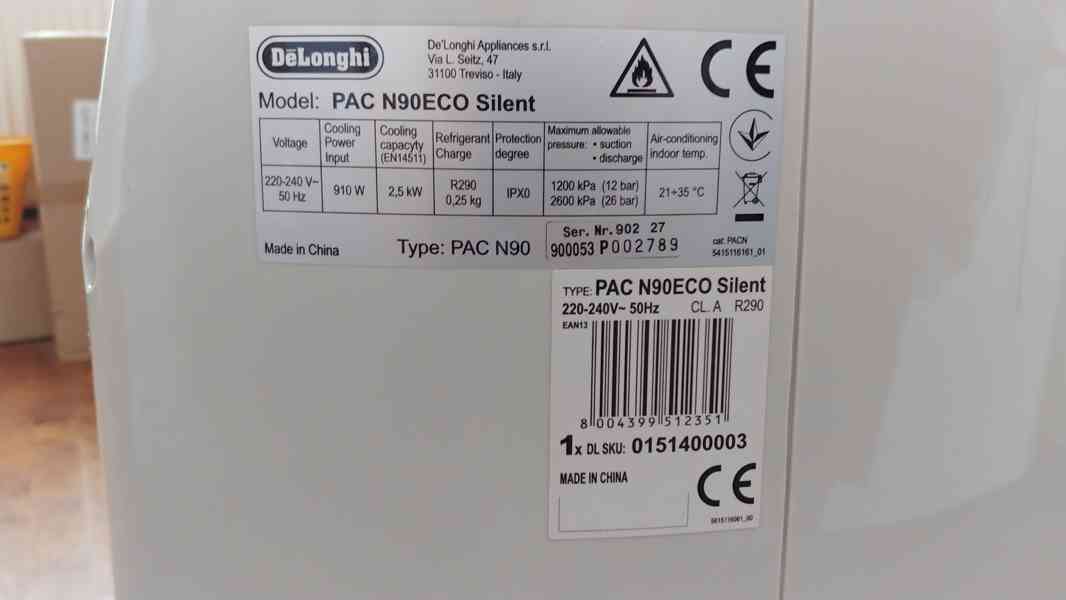 DeLonghi
De'Longhi Appliances s.r.l.
Via L. Seitz, 47
31100 Treviso - Italy
CE
Model: PAC N90ECO Silent
Voltage
Cooling Power Input
Cooling capacyty (EN14511)
Refrigerant Charge
Protection degree
Maximum allowable pressure: • suction • discharge
Air-conditioning indoor temp.
220-240 V~ 50 Hz
910 W
2,5 kW
R290 0,25 kg
IPX0
1200 kPa (12 bar)
2600 kPa (26 bar)
21÷35 °C
Made in China
Type: PAC N90
Ser. Nr. 902 27
900053 P002789
cat. PACN
5415116161_01
TYPE: PAC N90ECO Silent
220-240V~ 50Hz CL. A R290
EAN13
8 004399 512351
1x DL SKU: 0151400003
MADE IN CHINA
CE